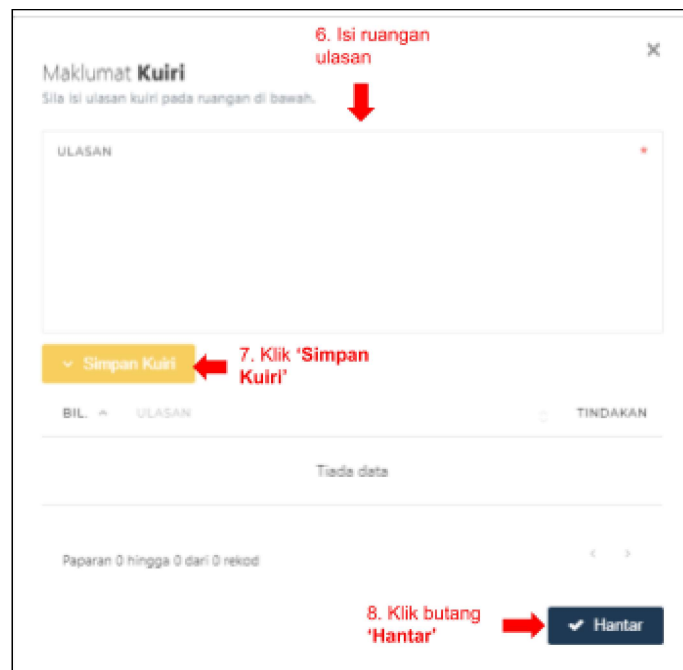 6. Isi ruangan
ulasan
Maklumat Kuiri
Sila isi ulasan kuiri pada ruangan di bawah.
ULASAN *
Simpan Kuiri
7. Klik ‘Simpan
Kuiri’
BIL. ULASAN TINDAKAN
Tiada data
Paparan 0 hingga 0 dari 0 rekod
8. Klik butang
‘Hantar’
Hantar